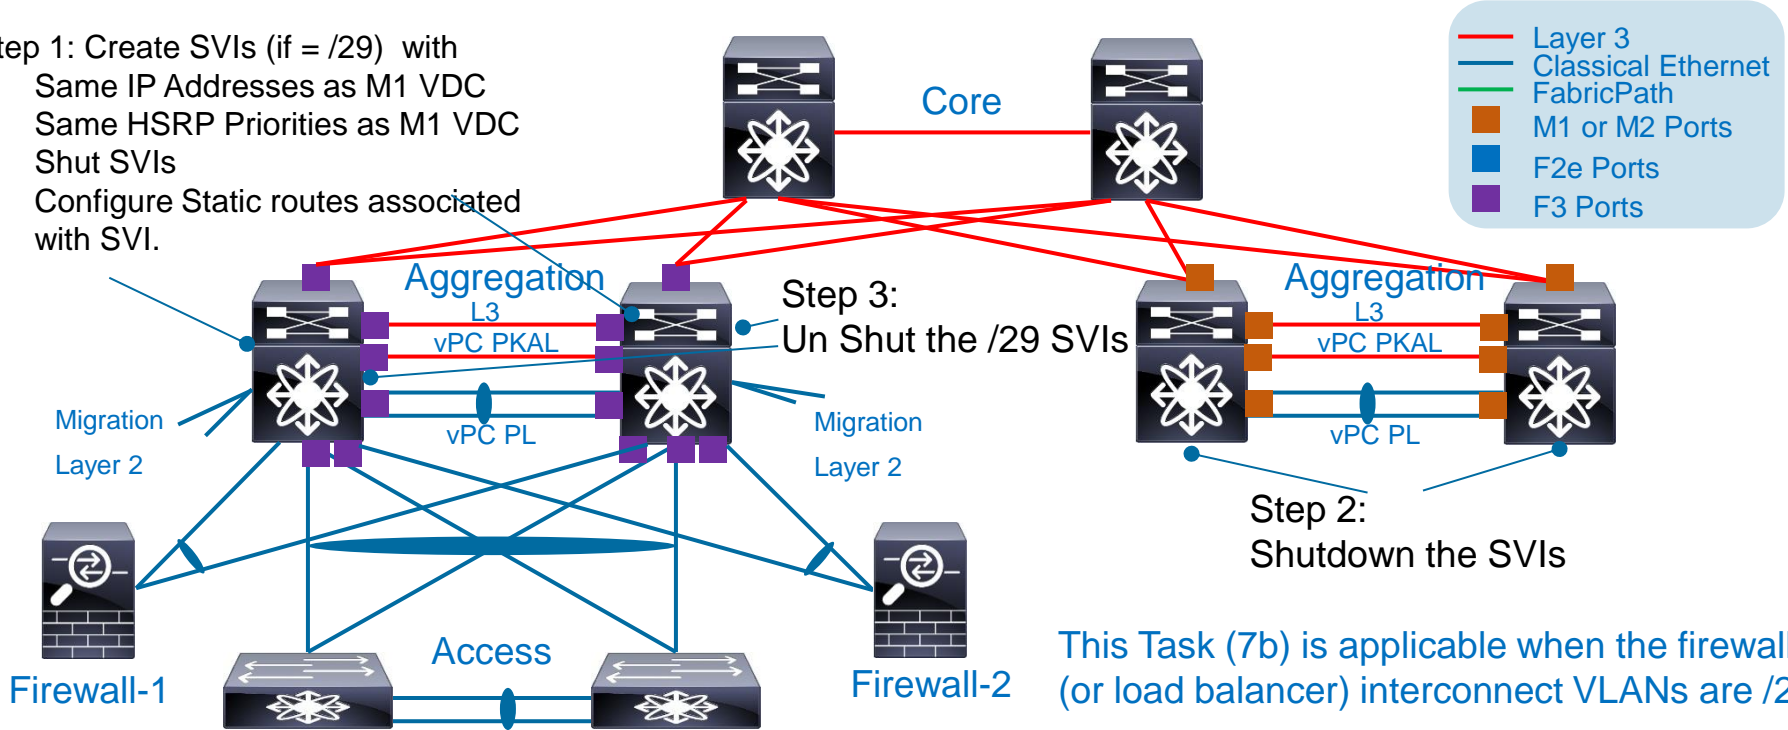 tep 1: Create SVIs (if = /29) with
Same IP Addresses as M1 VDC
Same HSRP Priorities as M1 VDC
Shut SVIs
Configure Static routes associated
with SVI.
Core
Layer 3
Classical Ethernet
FabricPath
M1 or M2 Ports
F2e Ports
F3 Ports
Aggregation
L3
vPC PKAL
vPC PL
Step 3:
Un Shut the /29 SVIs
Aggregation
L3
vPC PKAL
vPC PL
Migration
Layer 2
Migration
Layer 2
Step 2:
Shutdown the SVIs
Firewall-1
Access
Firewall-2
This Task (7b) is applicable when the firewall
(or load balancer) interconnect VLANs are /2